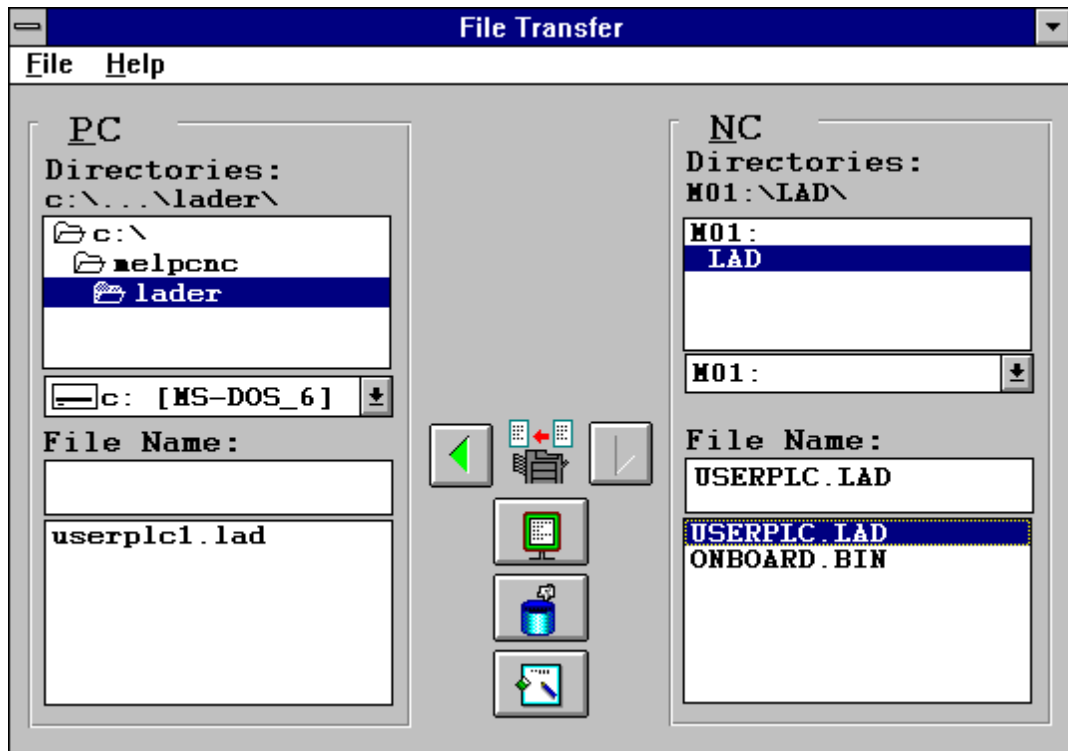 File Transfer
File Help
PC
Directories:
c:\...\lader\
c:\
melpcnc
lader
c: [MS-DOS_6]
File Name:
userplc1.lad
NC
Directories:
M01:\LAD\
M01:
LAD
M01:
File Name:
USERPLC.LAD
USERPLC.LAD
ONBOARD.BIN